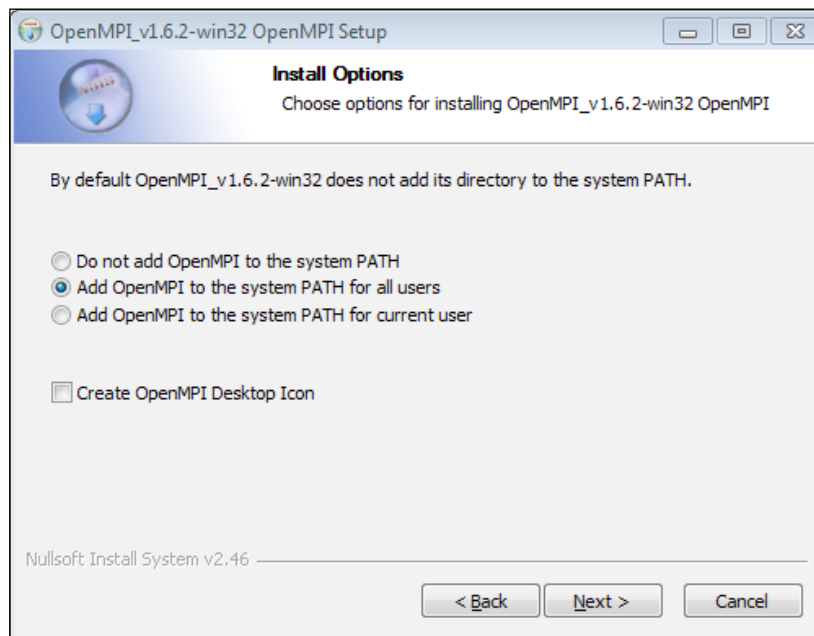 OpenMPI_v1.6.2-win32 OpenMPI Setup
Install Options
Choose options for installing OpenMPI_v1.6.2-win32 OpenMPI
By default OpenMPI_v1.6.2-win32 does not add its directory to the system PATH.
Do not add OpenMPI to the system PATH
Add OpenMPI to the system PATH for all users
Add OpenMPI to the system PATH for current user
Create OpenMPI Desktop Icon
Nullsoft Install System v2.46
< Back Next > Cancel